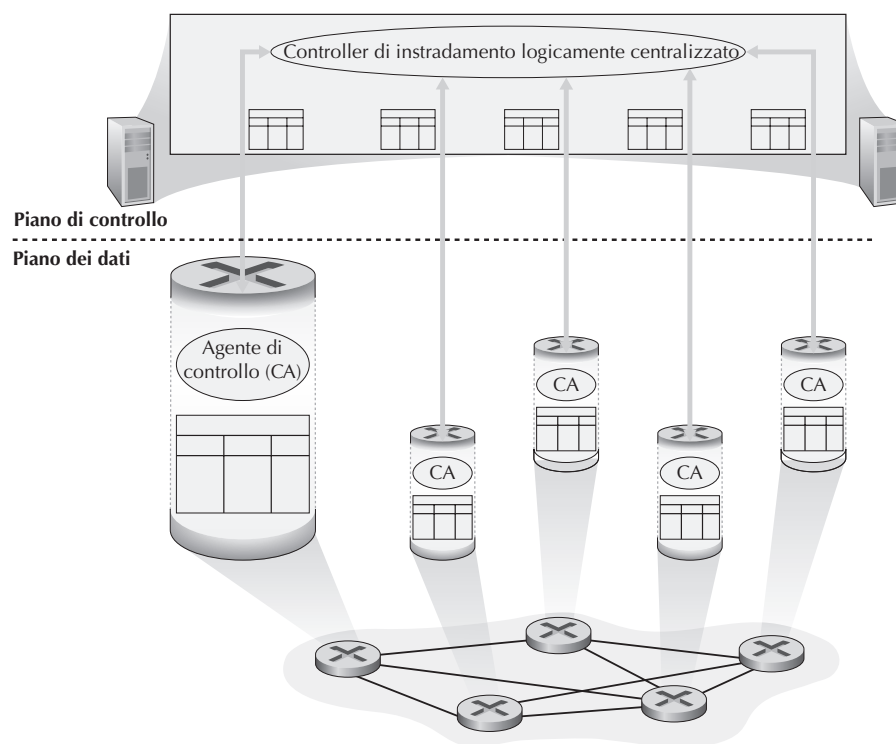 Controller di instradamento logicamente centralizzato
Piano di controllo
Piano dei dati
Agente di
controllo (CA)
CA
CA
CA
CA